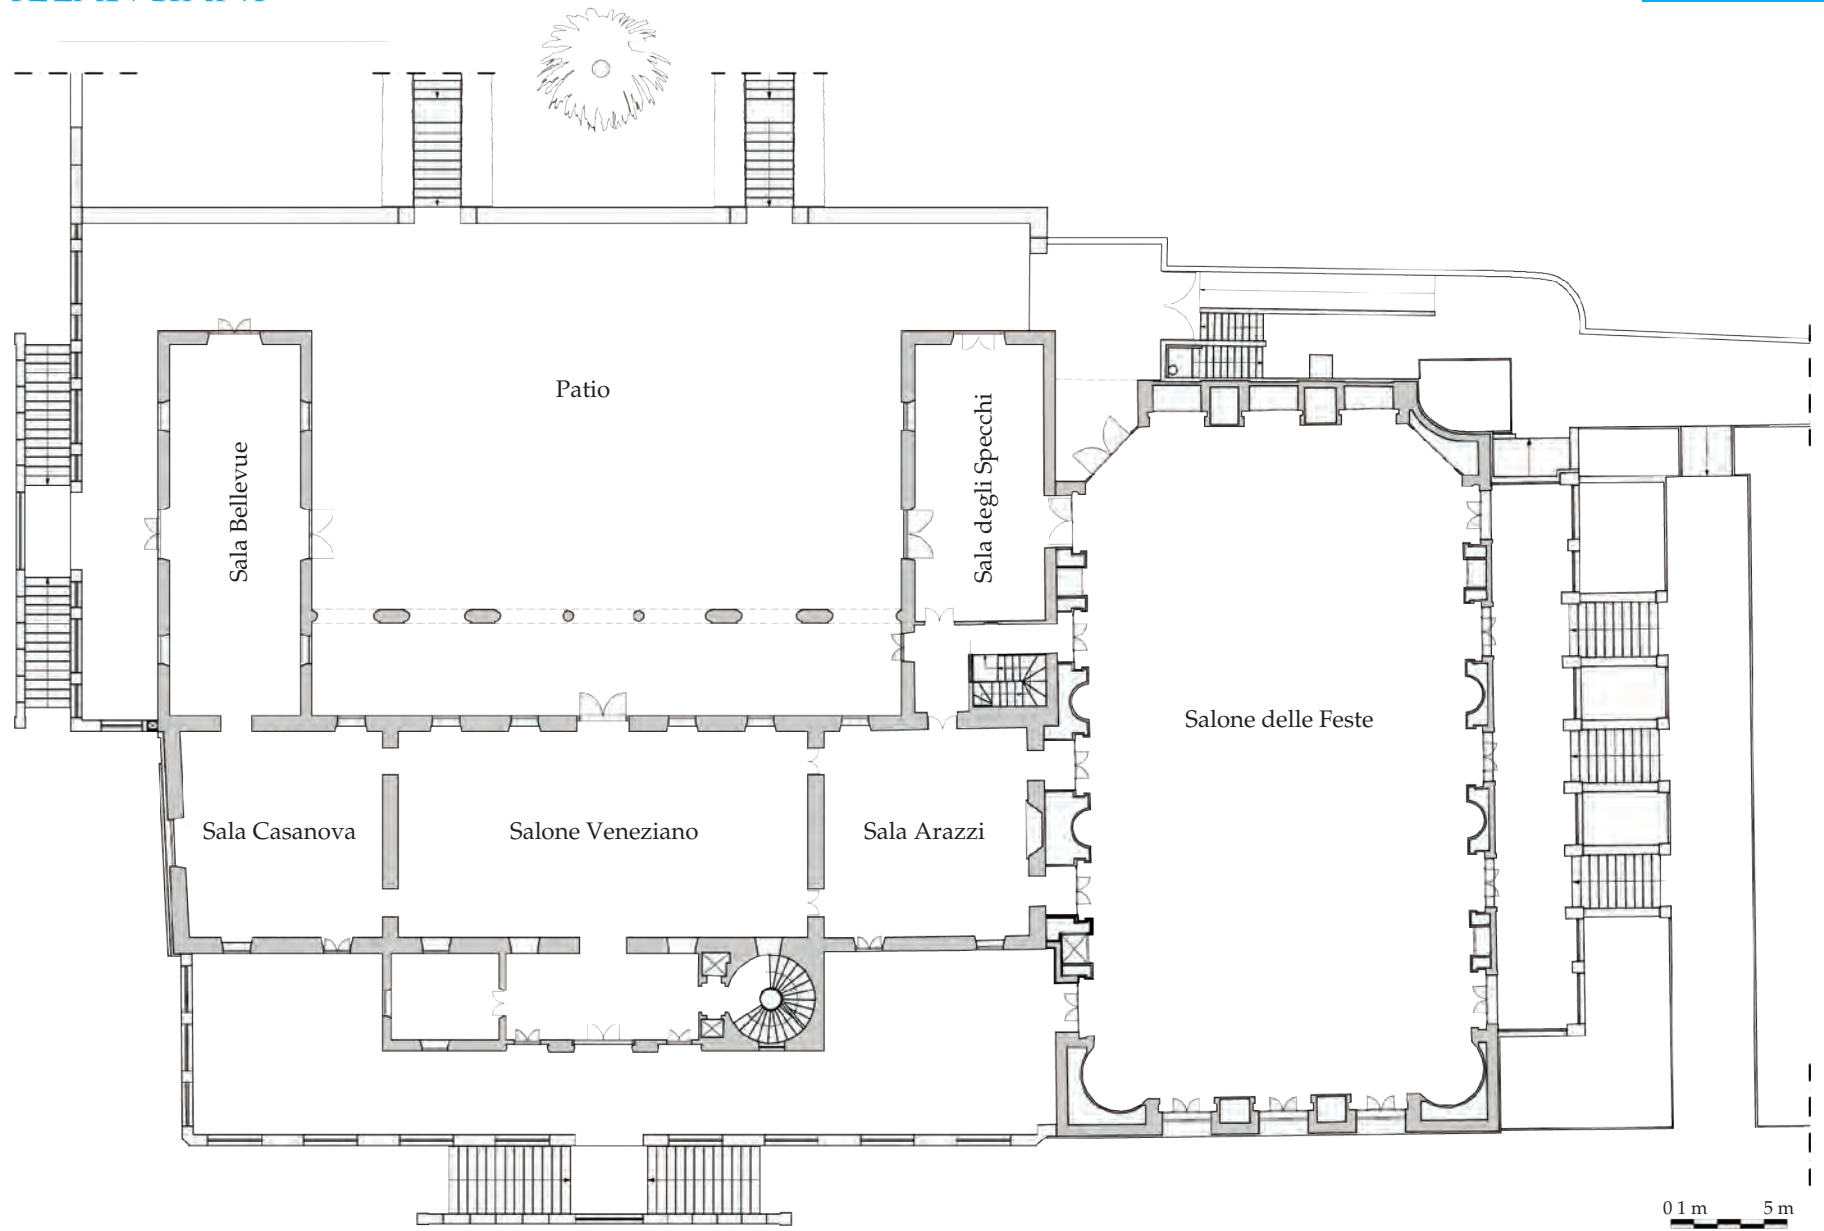 Patio
Sala Bellevue
Sala degli Specchi
Salone delle Feste
Sala Casanova
Salone Veneziano
Sala Arazzi
0 1 m 5 m